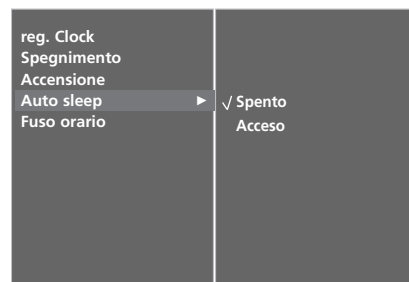 reg. Clock
Spegnimento
Accensione
Auto sleep ►
Fuso orario
√ Spento
Acceso